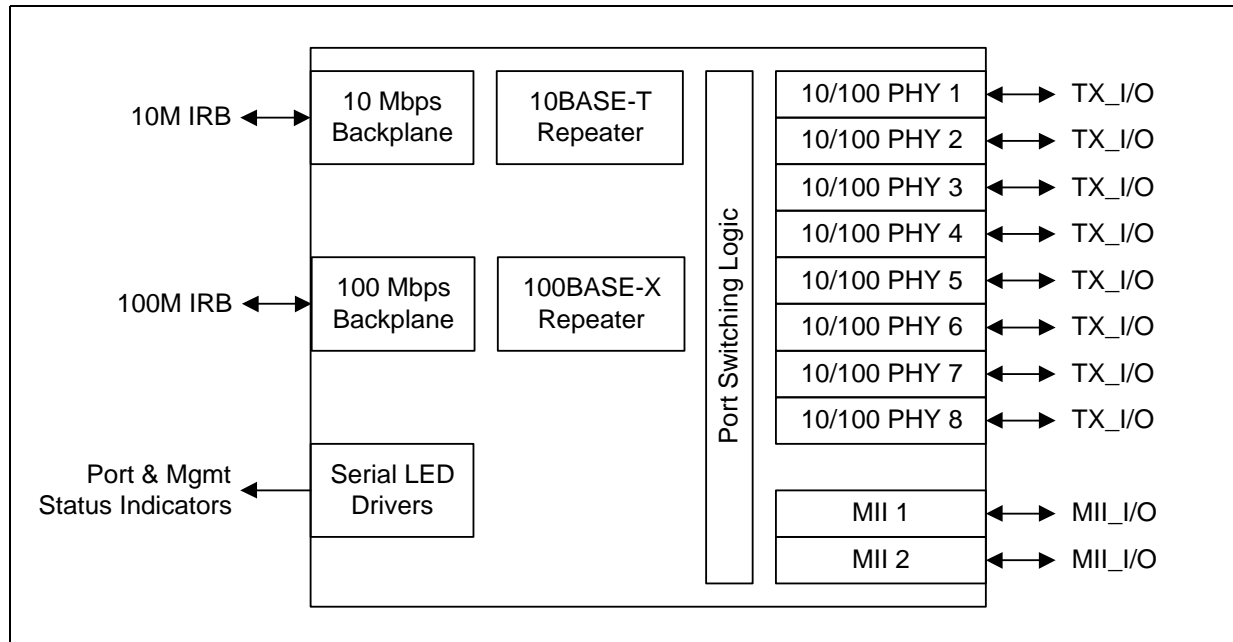 10M IRB
10 Mbps
Backplane
10BASE-T
Repeater
100M IRB
100 Mbps
Backplane
100BASE-X
Repeater
Port & Mgmt
Status Indicators
Serial LED
Drivers
Port Switching Logic
10/100 PHY 1
TX_I/O
10/100 PHY 2
TX_I/O
10/100 PHY 3
TX_I/O
10/100 PHY 4
TX_I/O
10/100 PHY 5
TX_I/O
10/100 PHY 6
TX_I/O
10/100 PHY 7
TX_I/O
10/100 PHY 8
TX_I/O
MII 1
MII_I/O
MII 2
MII_I/O